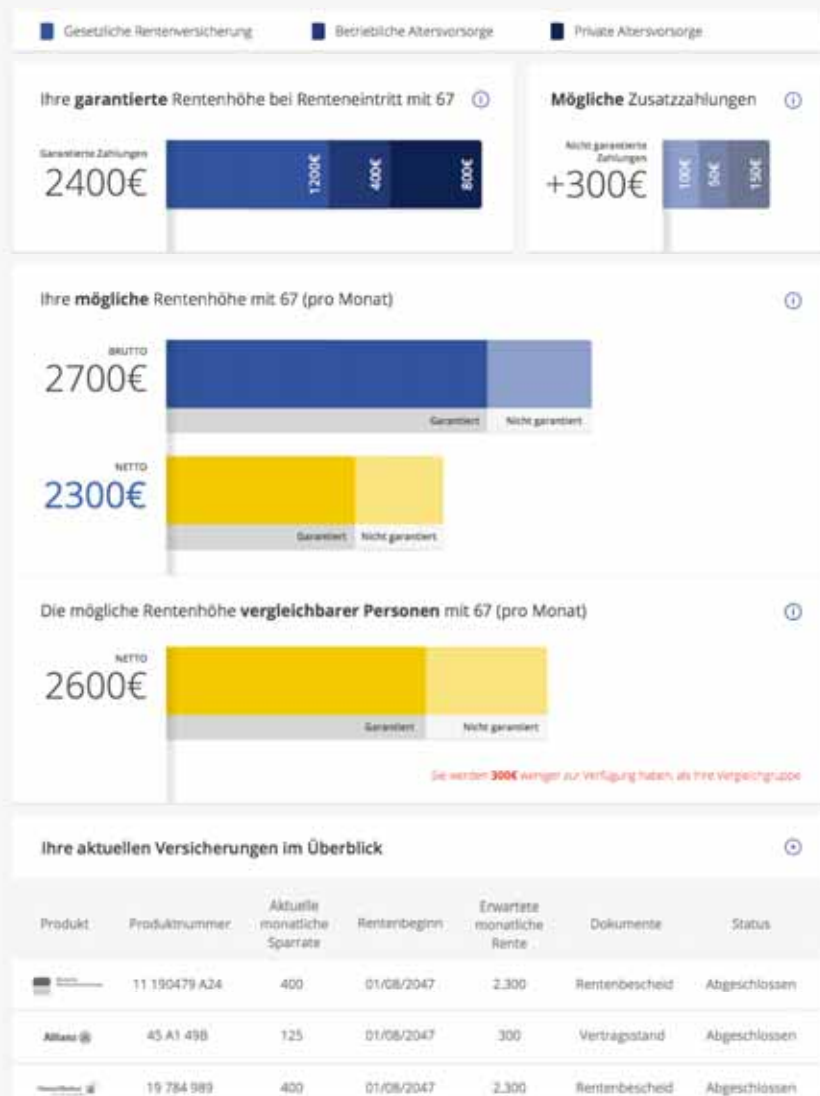 Gesetzliche Rentenversicherung Betriebliche Altersvorsorge Private Altersvorsorge
Ihre garantierte Rentenhöhe bei Renteneintritt mit 67
Garantierte Zahlungen
2400€
1200€ 400€ 800€
Mögliche Zusatzzahlungen
Nicht garantierte
Zahlungen
+300€
100€ 50€ 150€
Ihre mögliche Rentenhöhe mit 67 (pro Monat)
BRUTTO
2700€
Garantiert Nicht garantiert
NETTO
2300€
Garantiert Nicht garantiert
Die mögliche Rentenhöhe vergleichbarer Personen mit 67 (pro Monat)
NETTO
2600€
Garantiert Nicht garantiert
Sie werden 300€ weniger zur Verfügung haben, als Ihre Vergleichgruppe
Ihre aktuellen Versicherungen im Überblick
Produkt Produktnummer Aktuelle monatliche Sparrate Rentenbeginn Erwartete monatliche Rente Dokumente Status
11 190479 A24 400 01/08/2047 2.300 Rentenbescheid Abgeschlossen
Allianz 45 A1 49B 125 01/08/2047 300 Vertragsstand Abgeschlossen
19 784 989 400 01/08/2047 2.300 Rentenbescheid Abgeschlossen